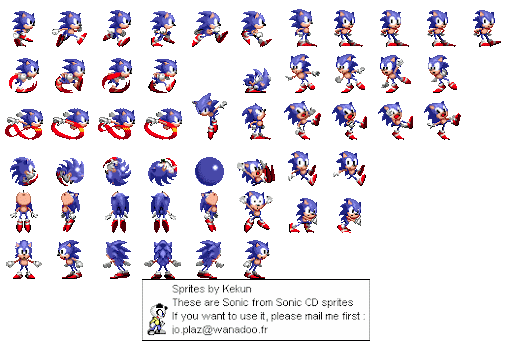 Sprites by Kekun
These are Sonic from Sonic CD sprites
If you want to use it, please mail me first :
jo.plaz@wanadoo.fr